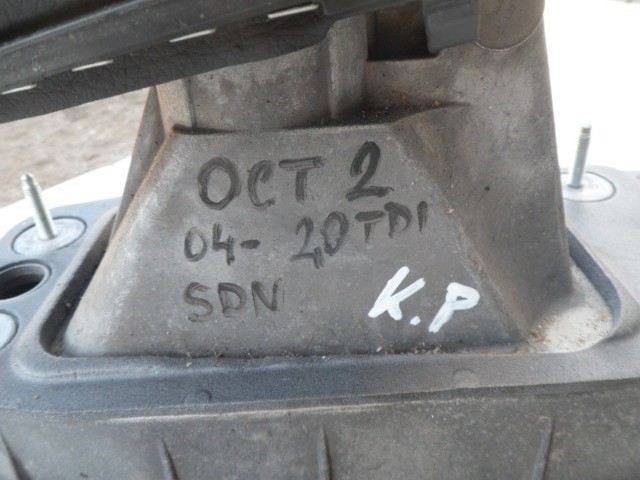 OCT 2
04- 2,0TDI
SDN
K.P